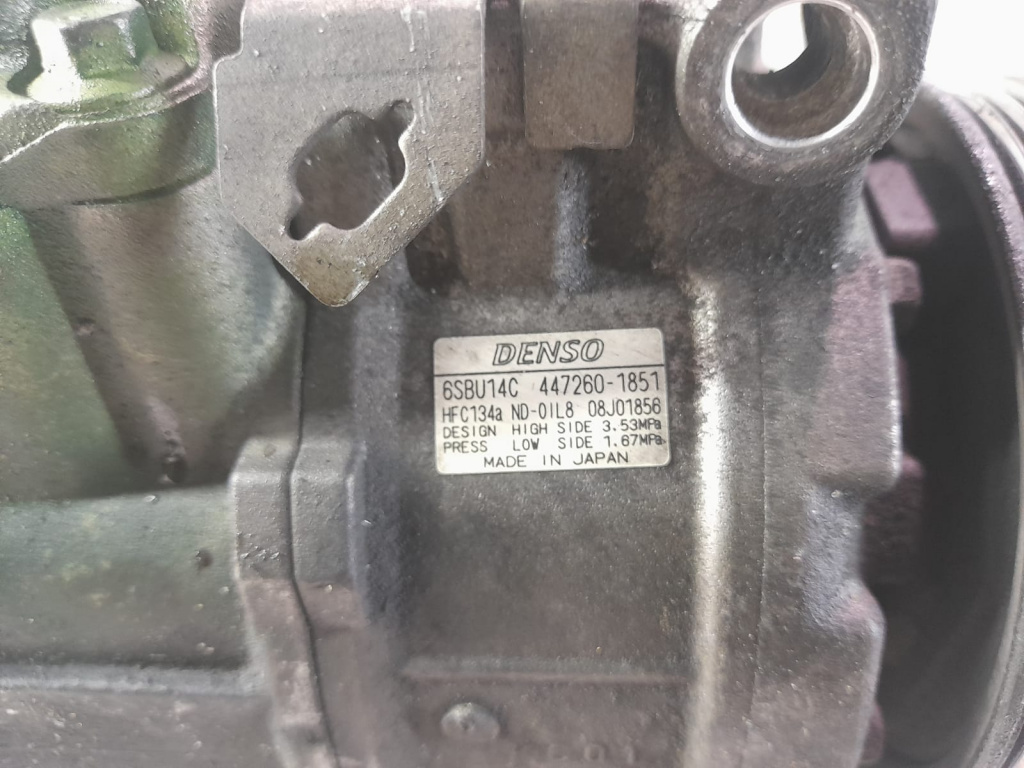 DENSO
6SBU14C 447260-1851
HFC134a ND-OIL8 08J01856
DESIGN HIGH SIDE 3.53MPa
PRESS LOW SIDE 1.67MPa
MADE IN JAPAN